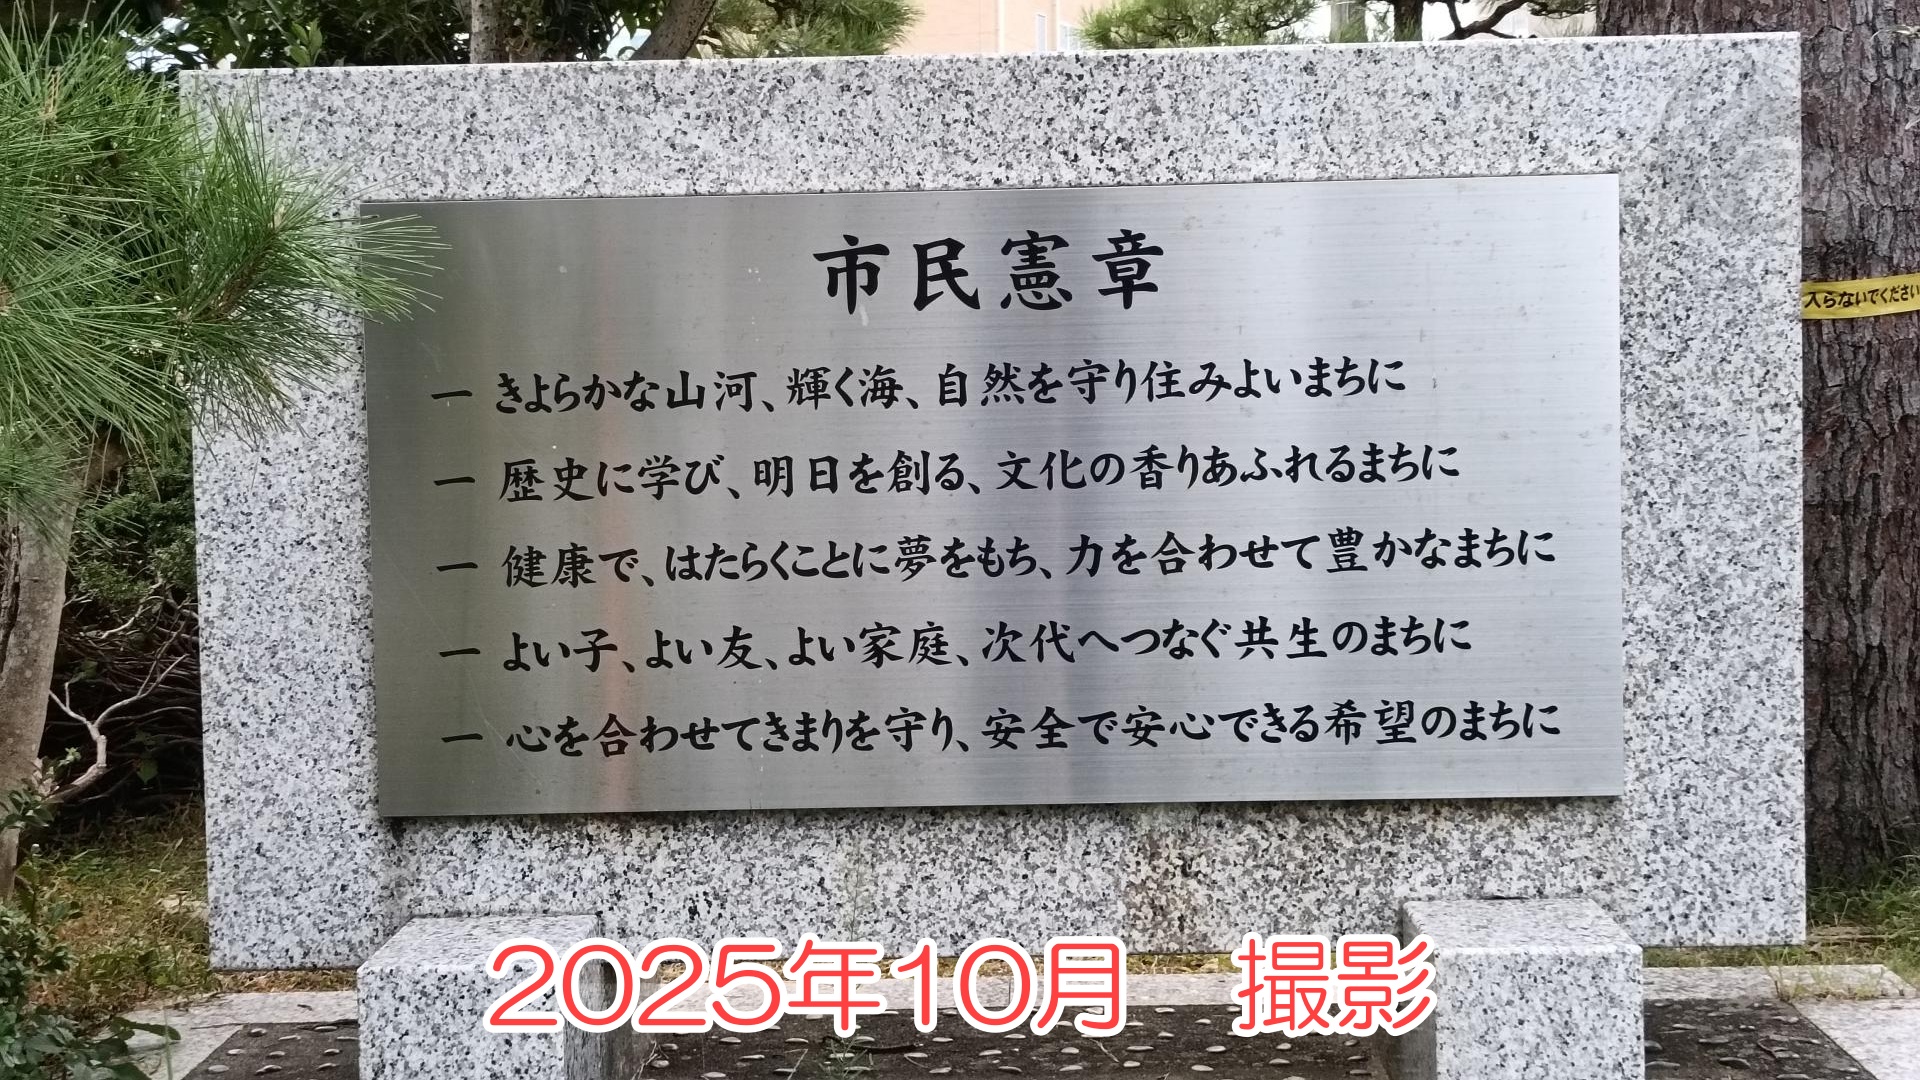 市民憲章
一 きよらかな山河、輝く海、自然を守り住みよいまちに
一 歴史に学び、明日を創る、文化の香りあふれるまちに
一 健康で、はたらくことに夢をもち、力を合わせて豊かなまちに
一 よい子、よい友、よい家庭、次代へつなぐ共生のまちに
一 心を合わせてきまりを守り、安全で安心できる希望のまちに
入らないでください
2025年10月 撮影